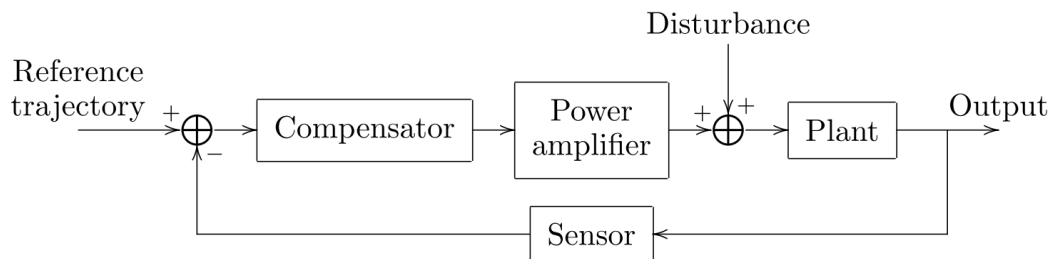 Disturbance
Reference
trajectory
+
−
Compensator
Power
amplifier
+
+
Plant
Output
Sensor